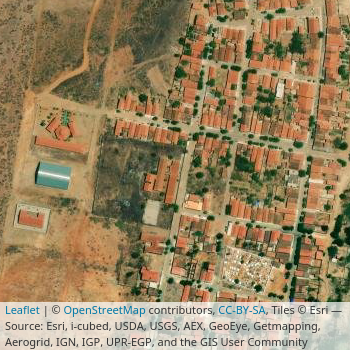 Leaflet | © OpenStreetMap contributors, CC-BY-SA, Tiles © Esri —
Source: Esri, i-cubed, USDA, USGS, AEX, GeoEye, Getmapping,
Aerogrid, IGN, IGP, UPR-EGP, and the GIS User Community